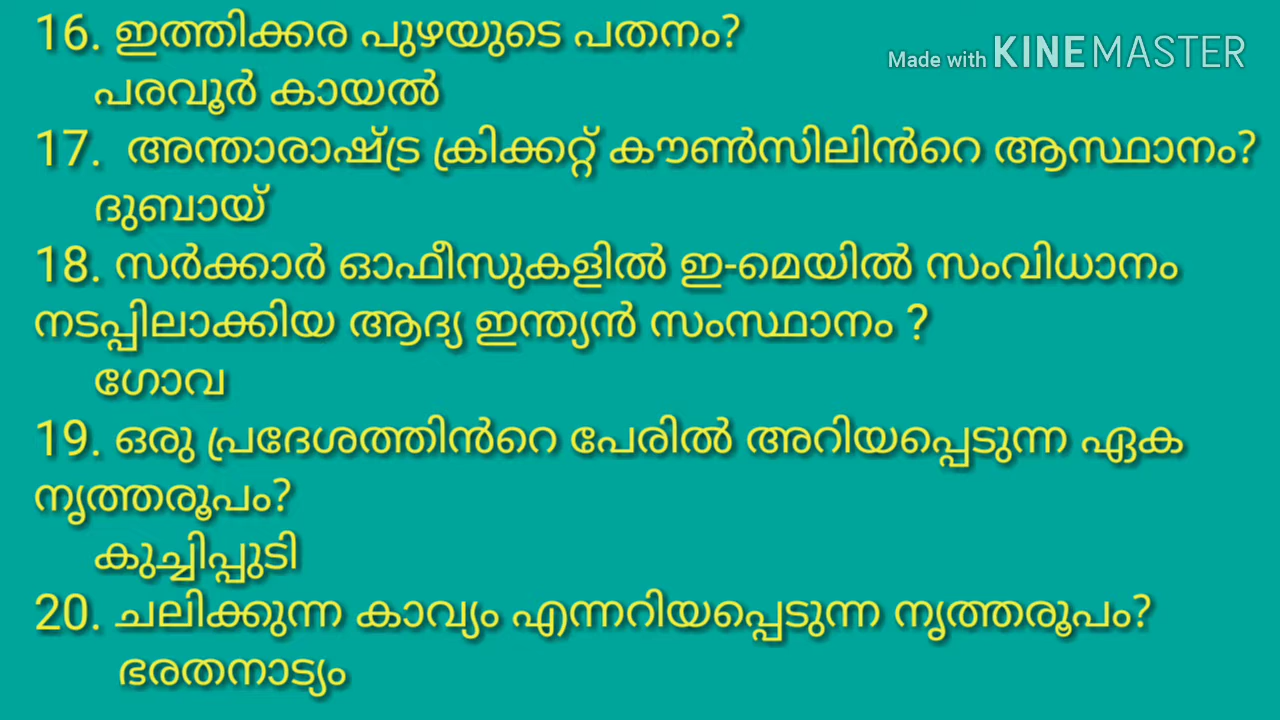 16. ഇത്തിക്കര പുഴയുടെ പതനം?
Made with KINEMASTER
പരവൂർ കായൽ
17. അന്താരാഷ്ട്ര ക്രിക്കറ്റ് കൗൺസിലിൻറെ ആസ്ഥാനം?
ദുബായ്
18. സർക്കാർ ഓഫീസുകളിൽ ഇ-മെയിൽ സംവിധാനം
നടപ്പിലാക്കിയ ആദ്യ ഇന്ത്യൻ സംസ്ഥാനം ?
ഗോവ
19. ഒരു പ്രദേശത്തിൻറെ പേരിൽ അറിയപ്പെടുന്ന ഏക
നൃത്തരൂപം?
കുച്ചിപ്പുടി
20. ചലിക്കുന്ന കാവ്യം എന്നറിയപ്പെടുന്ന നൃത്തരൂപം?
ഭരതനാട്യം